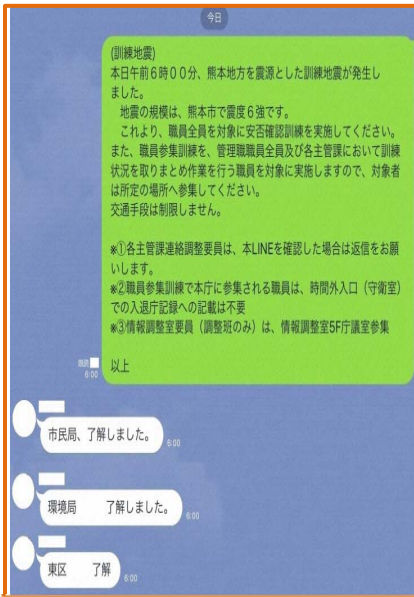 今日
(訓練地震)
本日午前6時00分、熊本地方を震源とした訓練地震が発生し
ました。
地震の規模は、熊本市で震度6強です。
これより、職員全員を対象に安否確認訓練を実施してください。
また、職員参集訓練を、管理職職員全員及び各主管課において訓練
状況を取りまとめ作業を行う職員を対象に実施しますので、対象者
は所定の場所へ参集してください。
交通手段は制限しません。
※①各主管課連絡調整要員は、本LINEを確認した場合は返信をお願
いします。
※②職員参集訓練で本庁に参集される職員は、時間外入口（守衛室）
での入退庁記録への記載は不要
※③情報調整室要員（調整班のみ）は、情報調整室5F庁議室参集
以上
既読
6:00
市民局、了解しました。
6:00
環境局　　了解しました。
6:00
東区　　了解
6:00